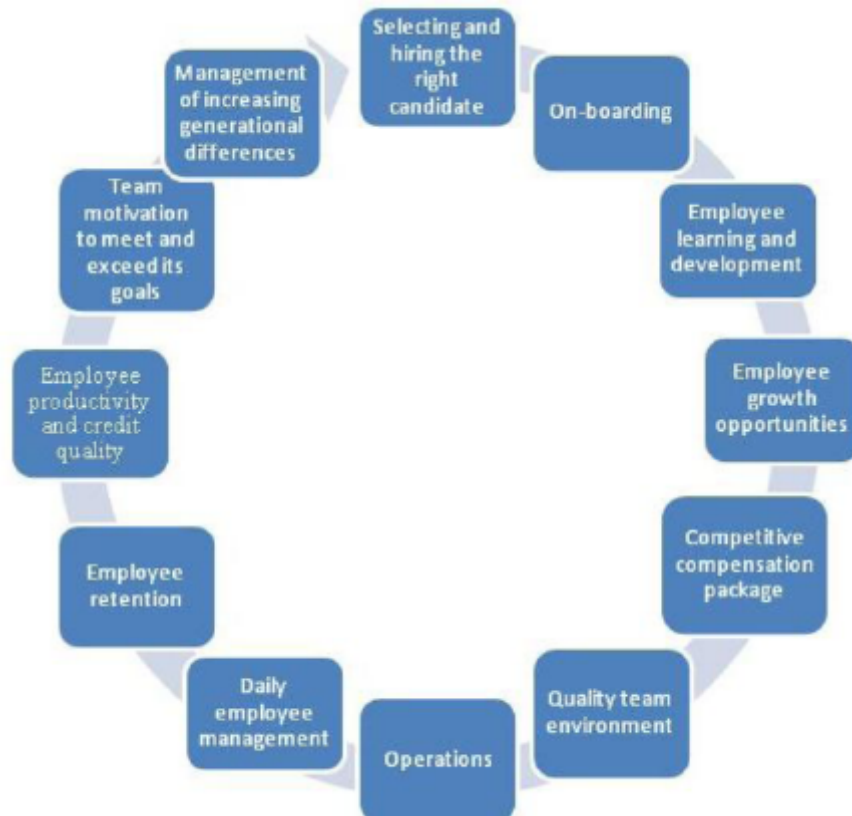 Selecting and
hiring the
right
candidate
On-boarding
Employee
learning and
development
Employee
growth
opportunities
Competitive
compensation
package
Quality team
environment
Operations
Daily
employee
management
Employee
retention
Employee
productivity
and credit
quality
Team
motivation
to meet and
exceed its
goals
Management
of increasing
generational
differences